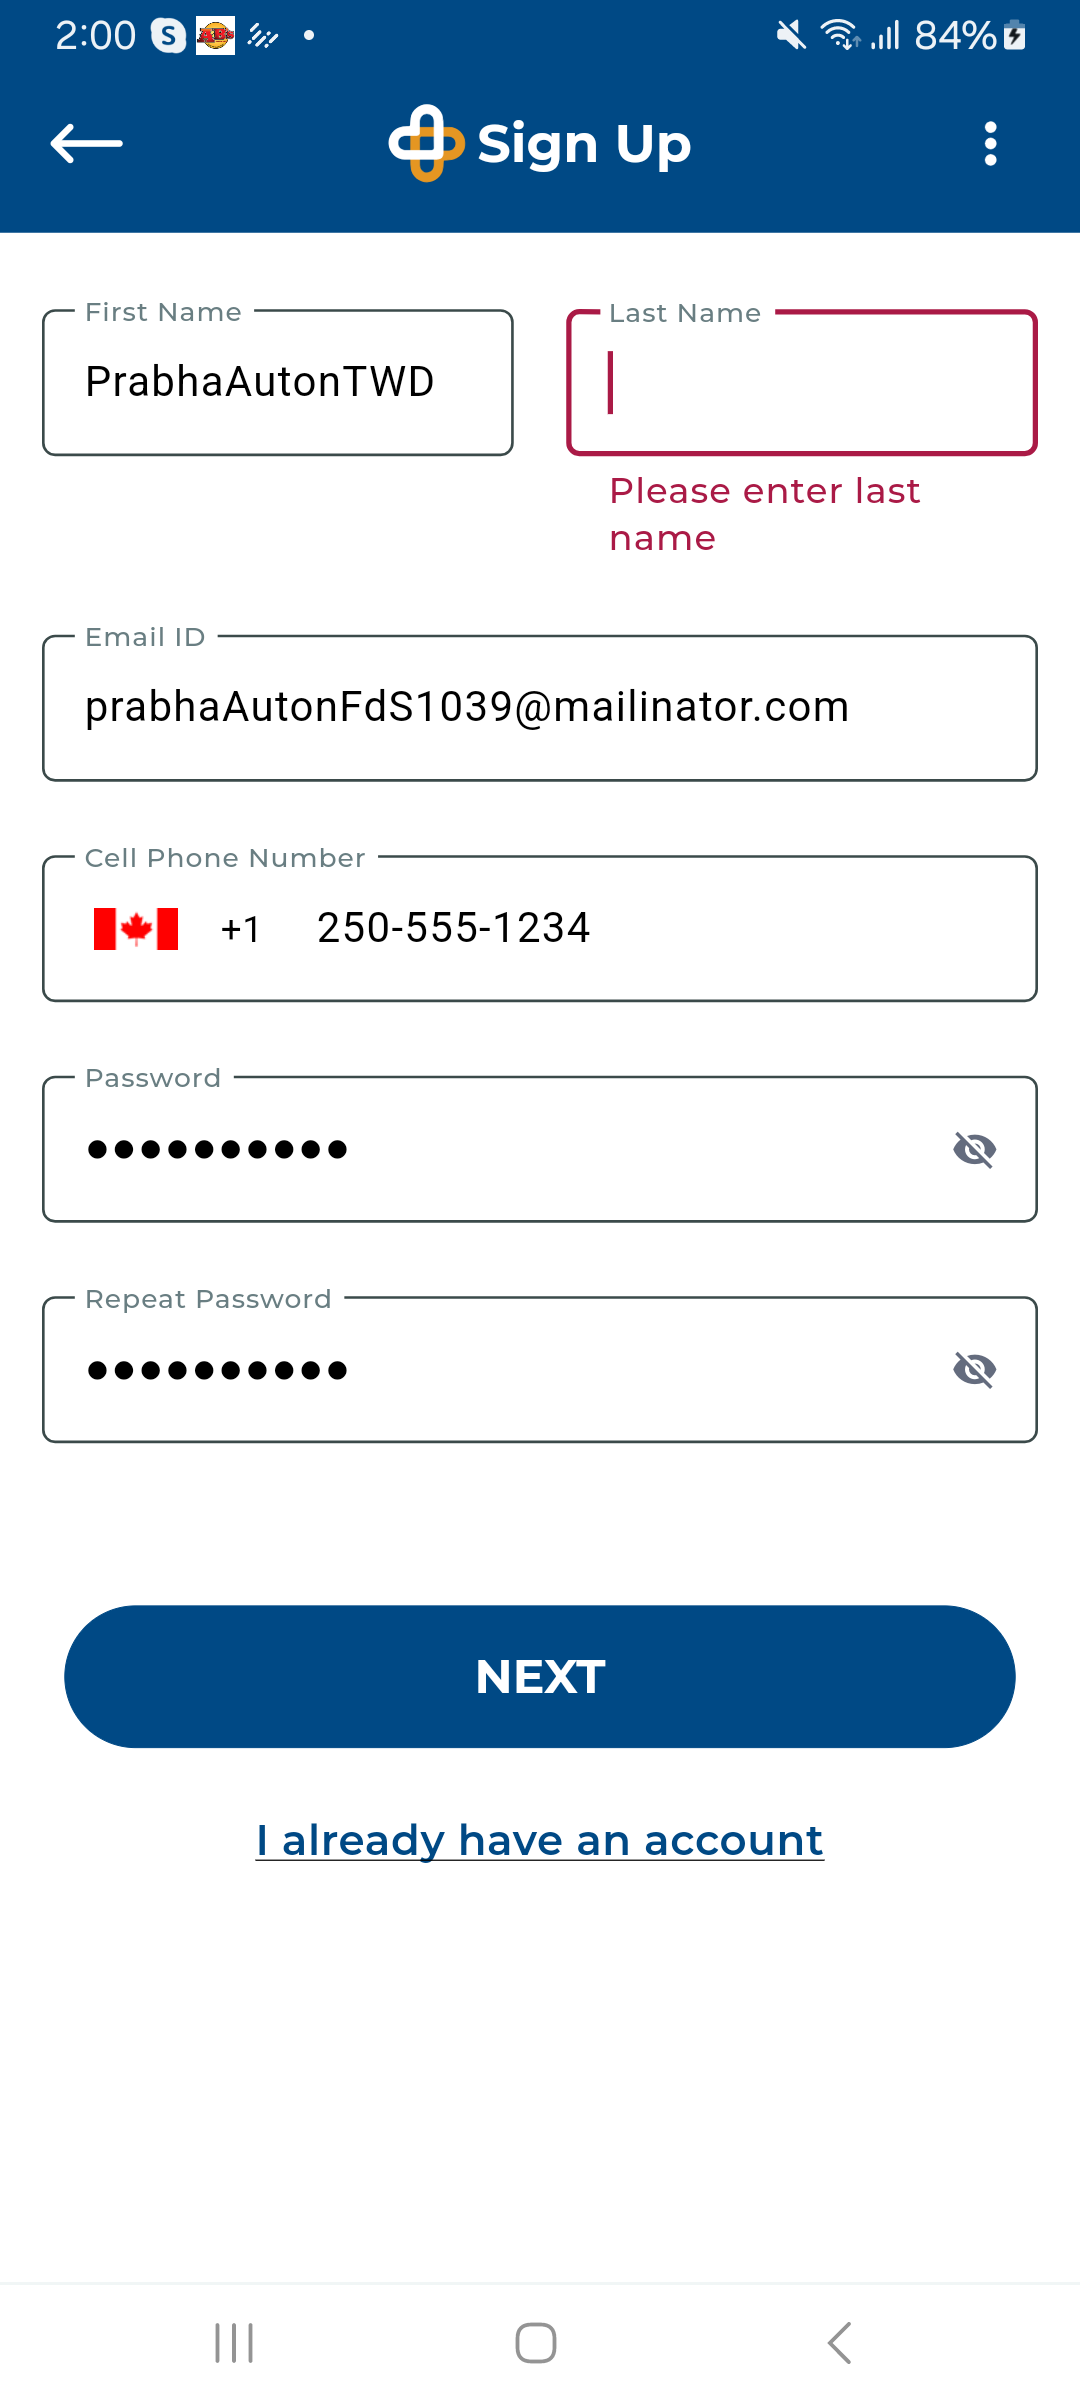 2:00 84%
Sign Up
First Name
PrabhaAutonTWD
Last Name
Please enter last
name
Email ID
prabhaAutonFdS1039@mailinator.com
Cell Phone Number
+1 250-555-1234
Password
Repeat Password
NEXT
I already have an account